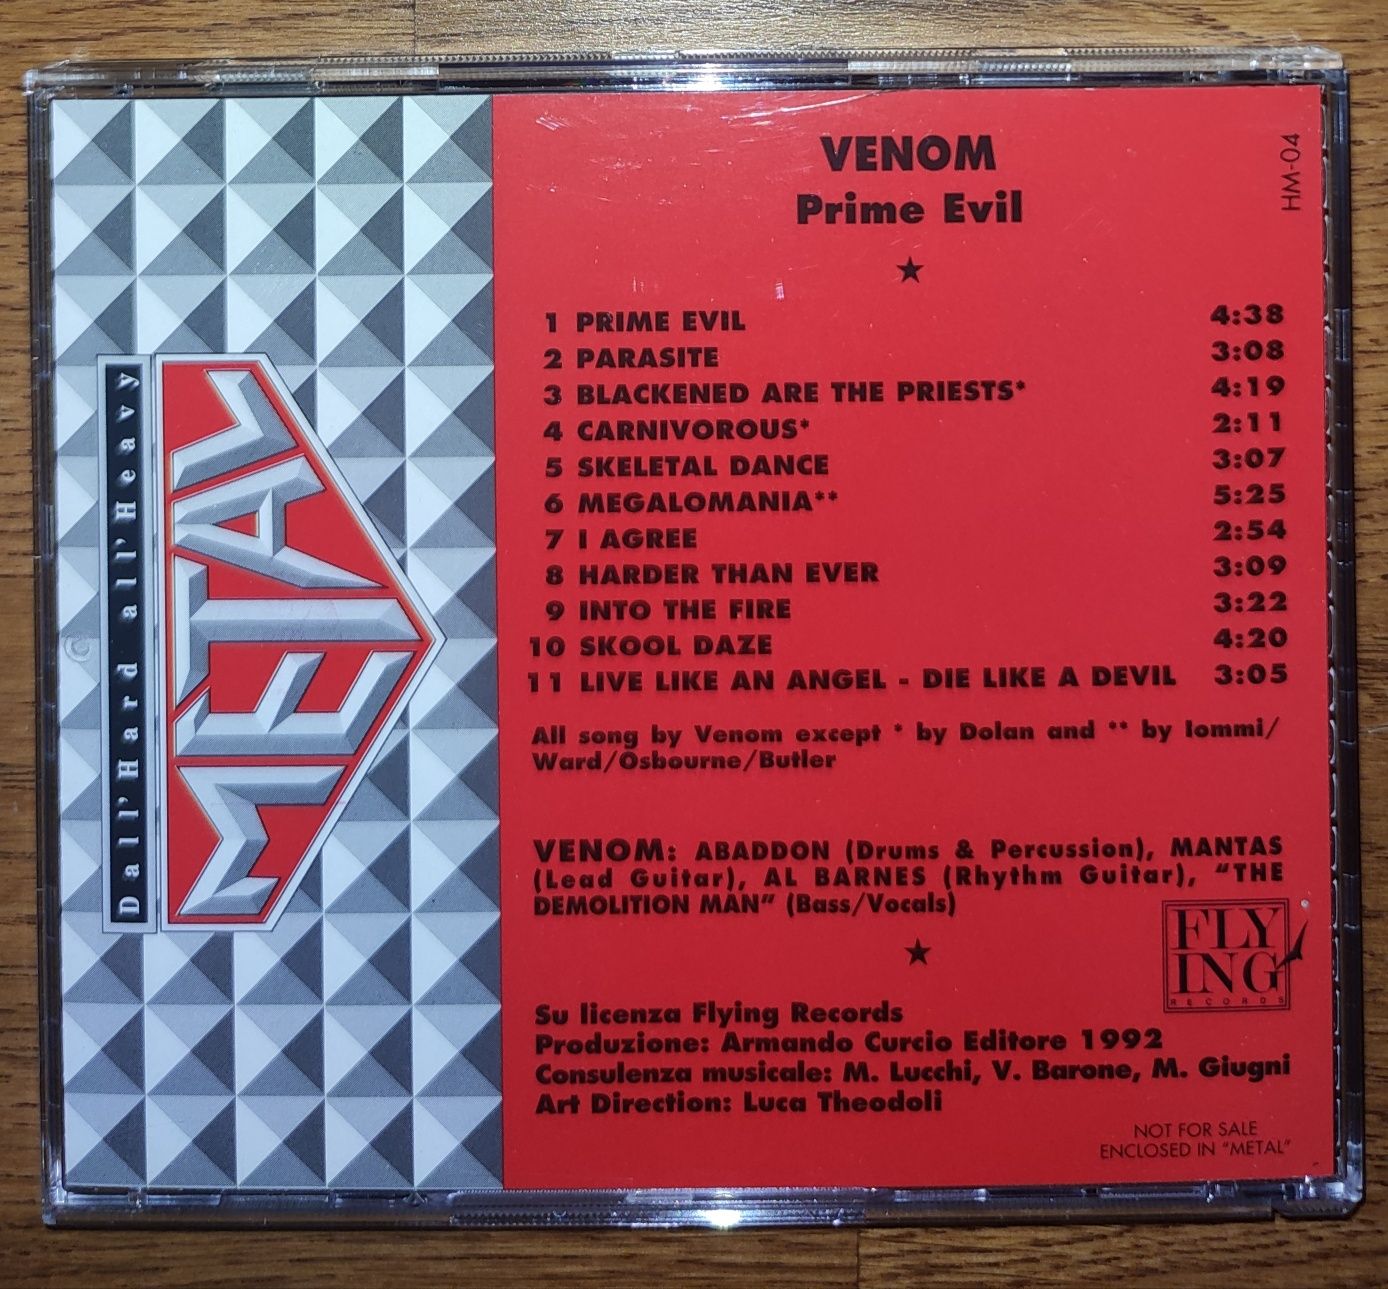 VENOM
Prime Evil
HM-04
1 PRIME EVIL 4:38
2 PARASITE 3:08
3 BLACKENED ARE THE PRIESTS* 4:19
4 CARNIVOROUS* 2:11
5 SKELETAL DANCE 3:07
6 MEGALOMANIA** 5:25
7 I AGREE 2:54
8 HARDER THAN EVER 3:09
9 INTO THE FIRE 3:22
10 SKOOL DAZE 4:20
11 LIVE LIKE AN ANGEL - DIE LIKE A DEVIL 3:05
All song by Venom except * by Dolan and ** by Iommi/
Ward/Osbourne/Butler
VENOM: ABADDON (Drums & Percussion), MANTAS
(Lead Guitar), AL BARNES (Rhythm Guitar), "THE
DEMOLITION MAN" (Bass/Vocals)
FLY
ING
RECORDS
Su licenza Flying Records
Produzione: Armando Curcio Editore 1992
Consulenza musicale: M. Lucchi, V. Barone, M. Giugni
Art Direction: Luca Theodoli
NOT FOR SALE
ENCLOSED IN "METAL"
Dall'Hard all'Heavy
METAL